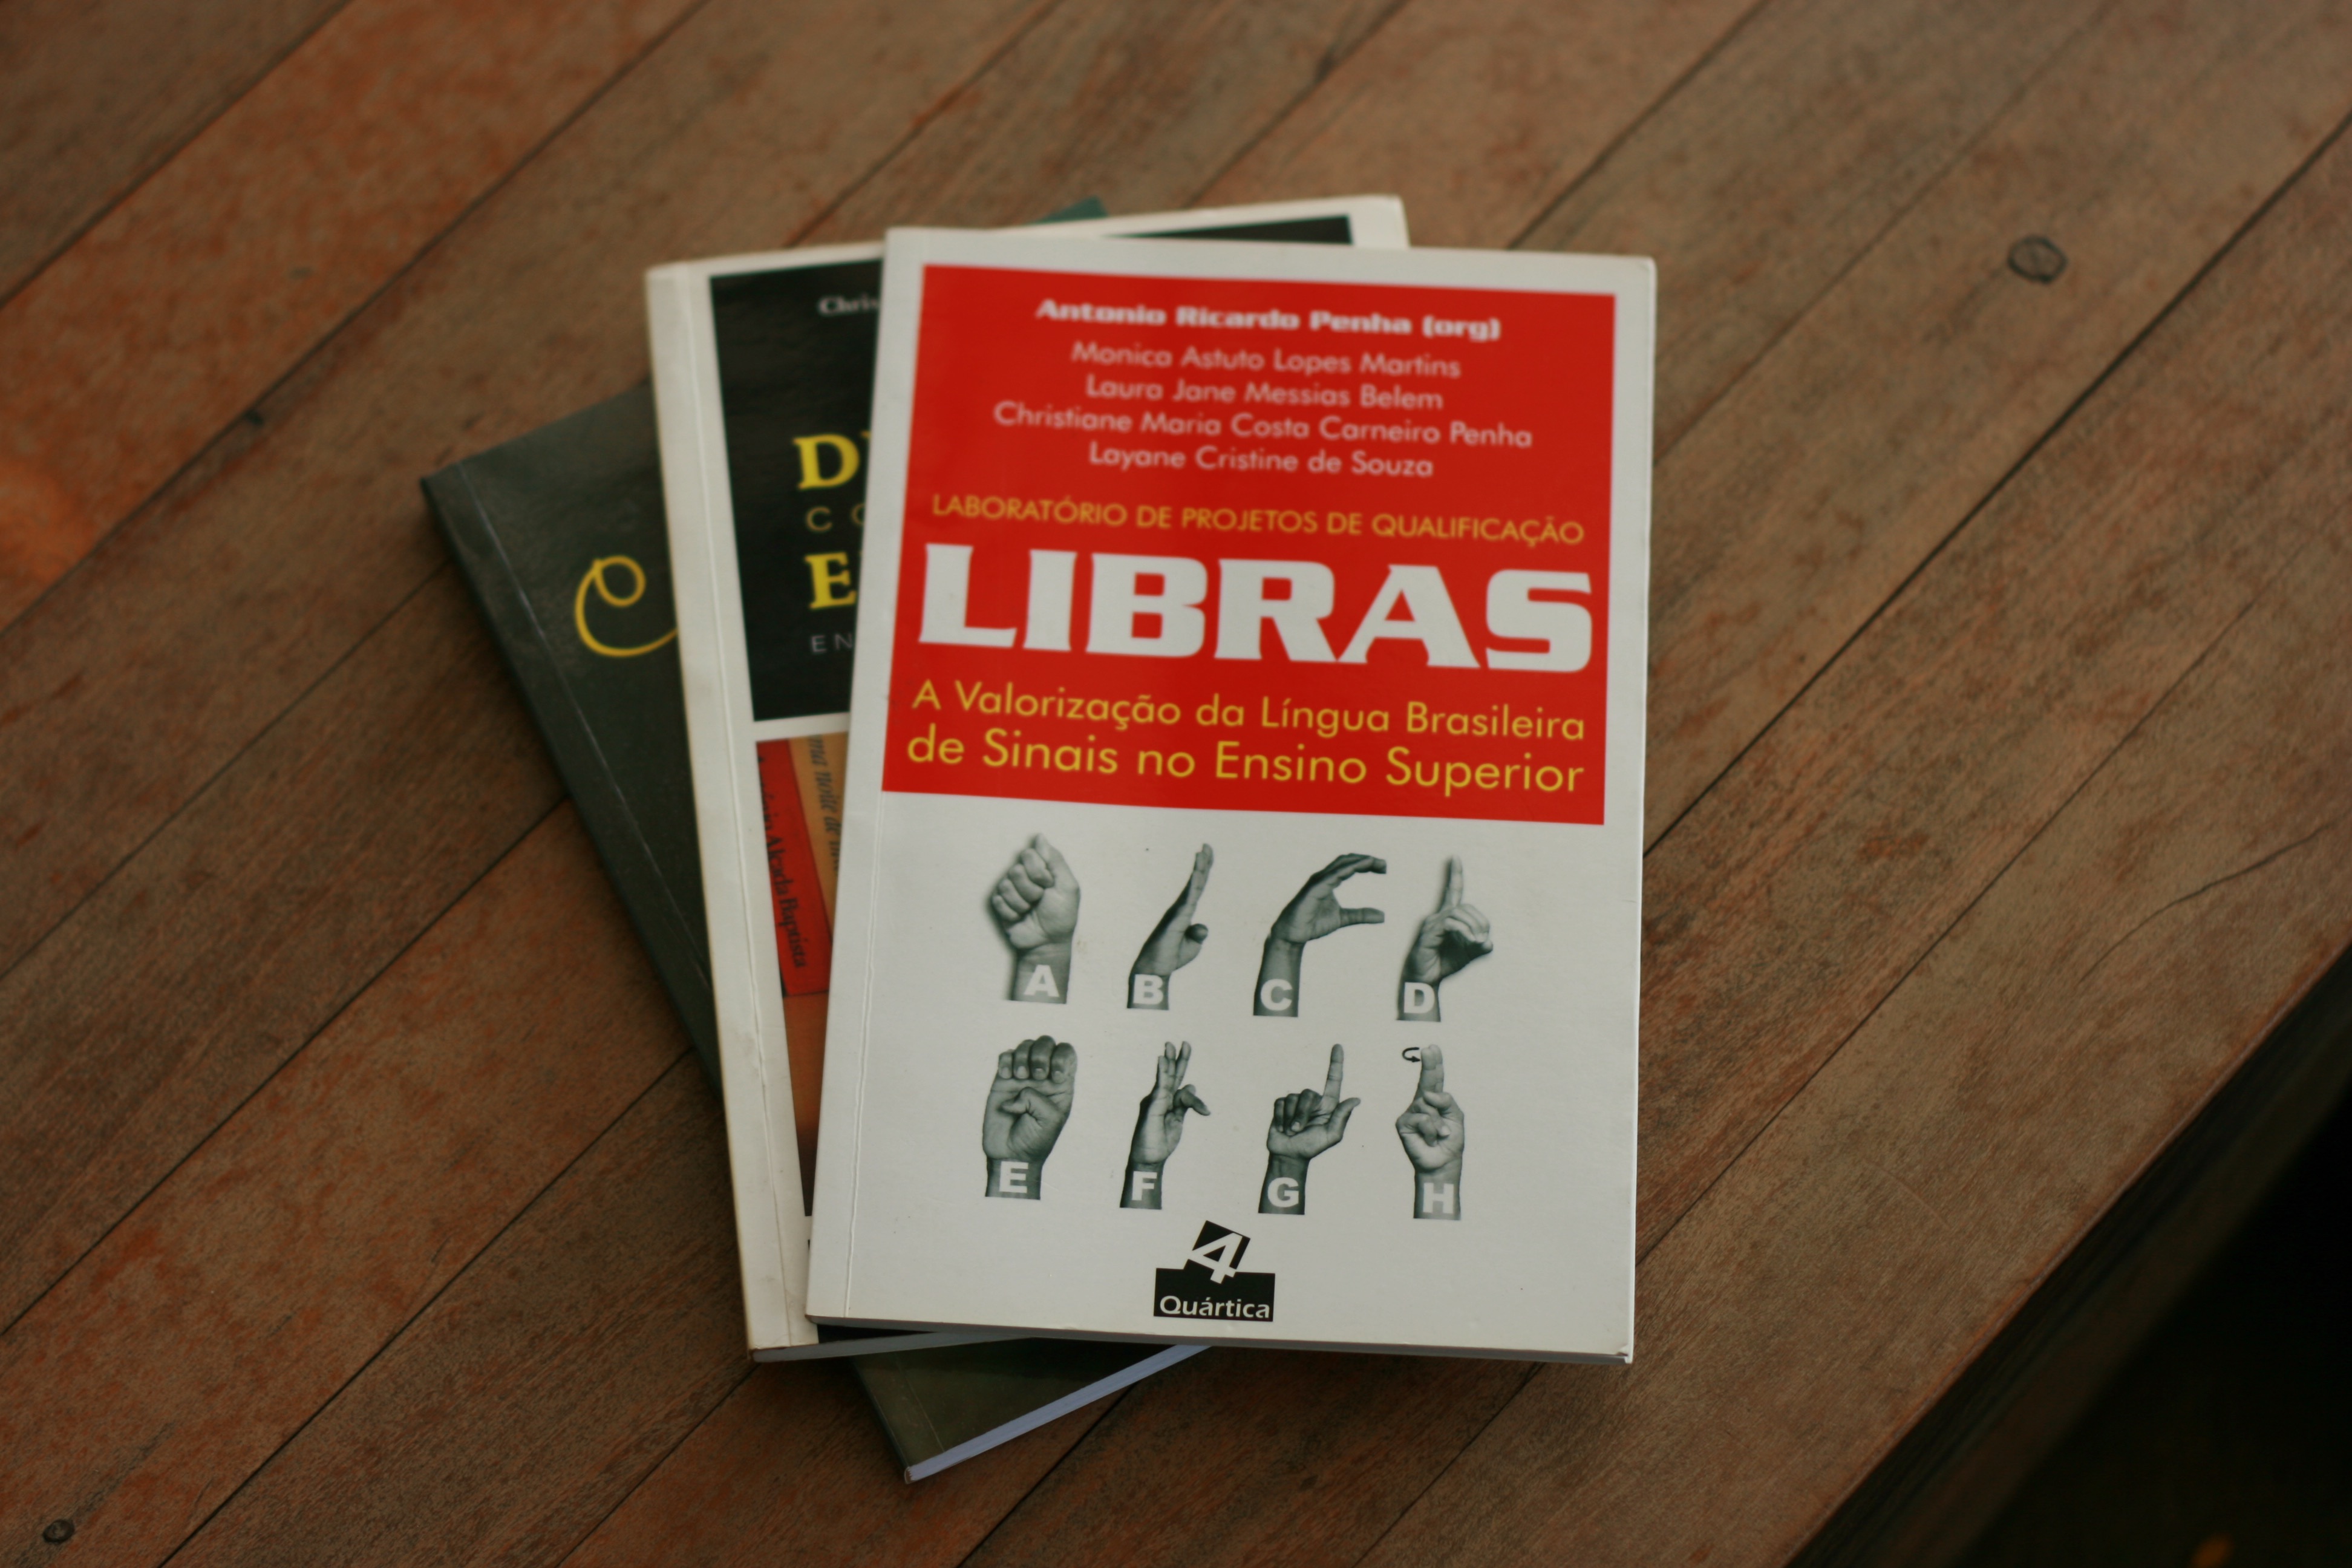 Antonio Ricardo Penha (org)
Monica Astuto Lopes Martins
Laura Jane Messias Belem
Christiane Maria Costa Carneiro Penha
Layane Cristine de Souza
LABORATÓRIO DE PROJETOS DE QUALIFICAÇÃO
LIBRAS
A Valorização da Língua Brasileira
de Sinais no Ensino Superior
A B C D
E F G H
4
Quártica